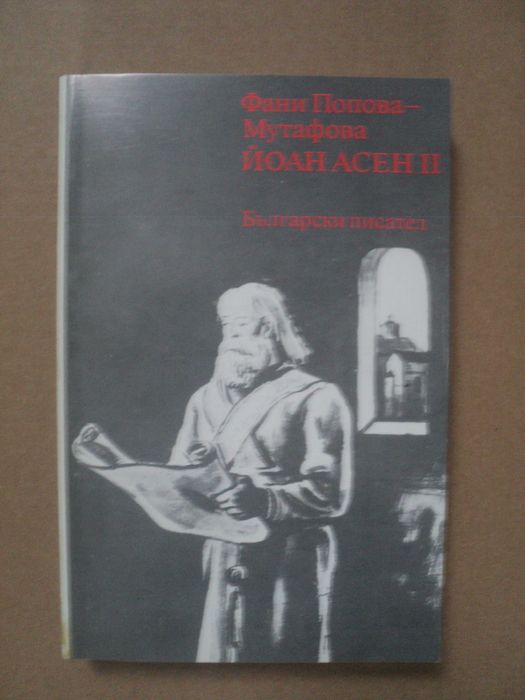 Фани Попова–
Мутафова
ЙОАН АСЕН II
Български писател